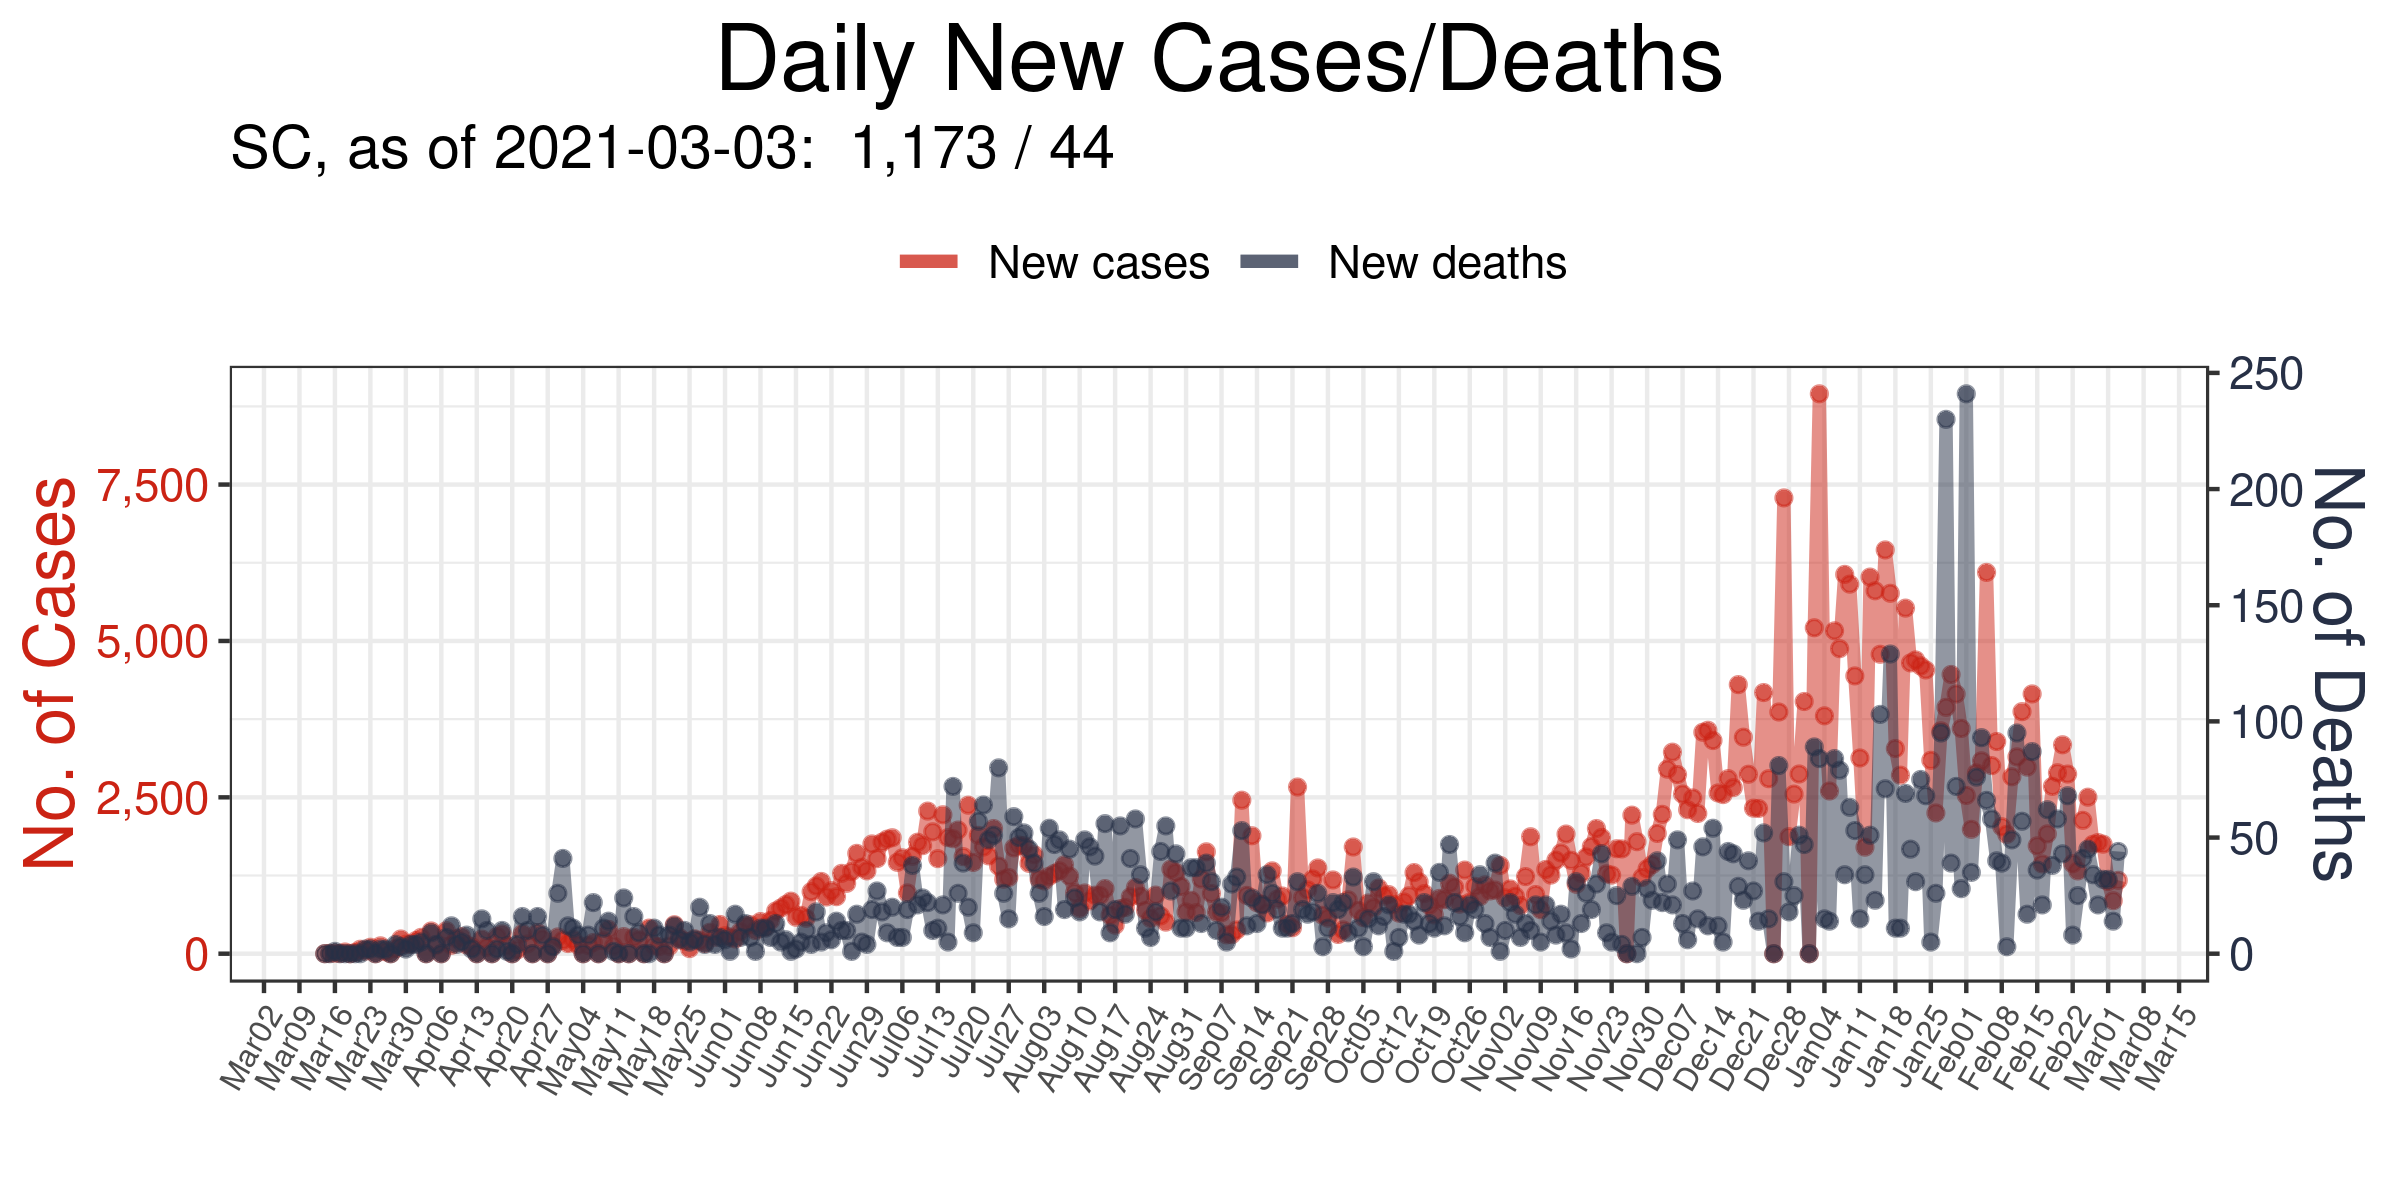 Daily New Cases/Deaths
SC, as of 2021-03-03:  1,173 / 44
New cases
New deaths
No. of Cases
7,500
5,000
2,500
0
250
200
150
100
50
0
No. of Deaths
Mar02
Mar09
Mar16
Mar23
Mar30
Apr06
Apr13
Apr20
Apr27
May04
May11
May18
May25
Jun01
Jun08
Jun15
Jun22
Jun29
Jul06
Jul13
Jul20
Jul27
Aug03
Aug10
Aug17
Aug24
Aug31
Sep07
Sep14
Sep21
Sep28
Oct05
Oct12
Oct19
Oct26
Nov02
Nov09
Nov16
Nov23
Nov30
Dec07
Dec14
Dec21
Dec28
Dec04
Jan11
Jan18
Jan25
Feb01
Feb08
Feb15
Feb22
Mar01
Mar08
Mar15